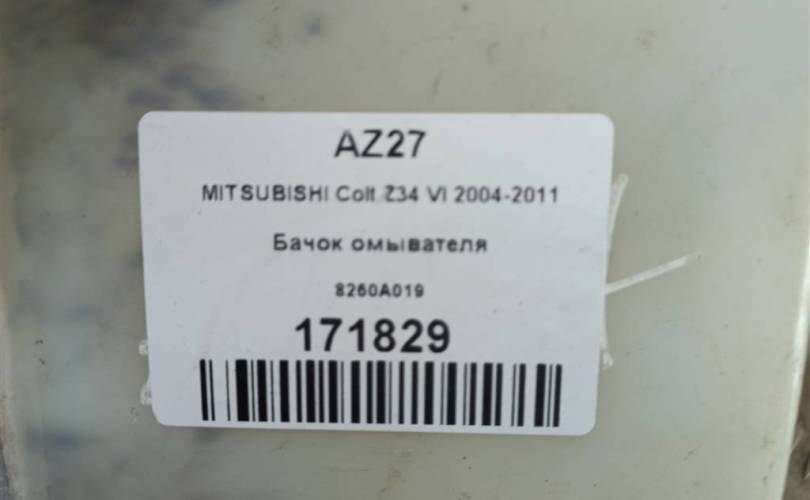 AZ27
MITSUBISHI Colt Z34 VI 2004-2011
Бачок омывателя
8260A019
171829